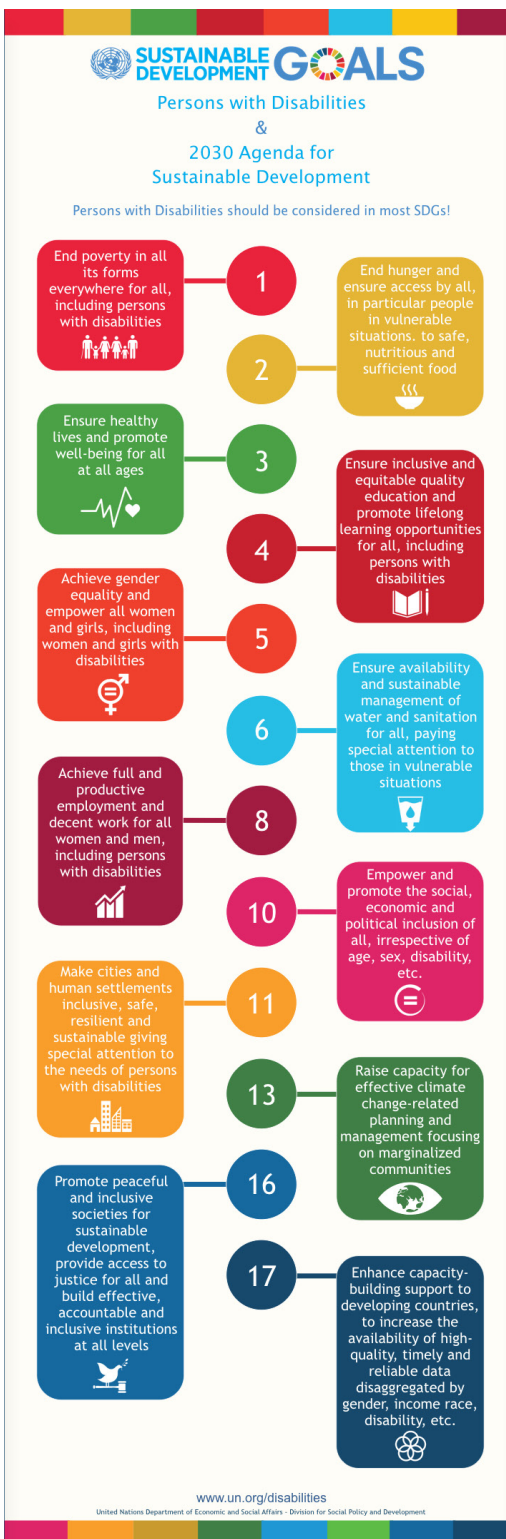 SUSTAINABLE
DEVELOPMENT
GOALS
Persons with Disabilities
&
2030 Agenda for
Sustainable Development
Persons with Disabilities should be considered in most SDGs!
End poverty in all
its forms
everywhere for all,
including persons
with disabilities
1
End hunger and
ensure access by all,
in particular people
in vulnerable
situations. to safe,
nutritious and
sufficient food
2
Ensure healthy
lives and promote
well-being for all
at all ages
3
Ensure inclusive and
equitable quality
education and
promote lifelong
learning opportunities
for all, including
persons with
disabilities
4
Achieve gender
equality and
empower all women
and girls, including
women and girls with
disabilities
5
Ensure availability
and sustainable
management of
water and sanitation
for all, paying
special attention to
those in vulnerable
situations
6
Achieve full and
productive
employment and
decent work for all
women and men,
including persons
with disabilities
8
Empower and
promote the social,
economic and
political inclusion of
all, irrespective of
age, sex, disability,
etc.
10
Make cities and
human settlements
inclusive, safe,
resilient and
sustainable giving
special attention to
the needs of persons
with disabilities
11
Raise capacity for
effective climate
change-related
planning and
management focusing
on marginalized
communities
13
Promote peaceful
and inclusive
societies for
sustainable
development,
provide access to
justice for all and
build effective,
accountable and
inclusive institutions
at all levels
16
Enhance capacity-
building support to
developing countries,
to increase the
availability of high-
quality, timely and
reliable data
disaggregated by
gender, income race,
disability, etc.
17
www.un.org/disabilities
United Nations Department of Economic and Social Affairs - Division for Social Policy and Development